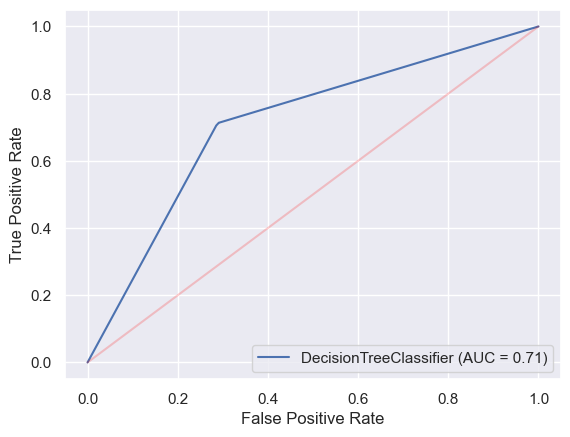 1.0
0.8
0.6
0.4
0.2
0.0
True Positive Rate
DecisionTreeClassifier (AUC = 0.71)
0.0 0.2 0.4 0.6 0.8 1.0
False Positive Rate